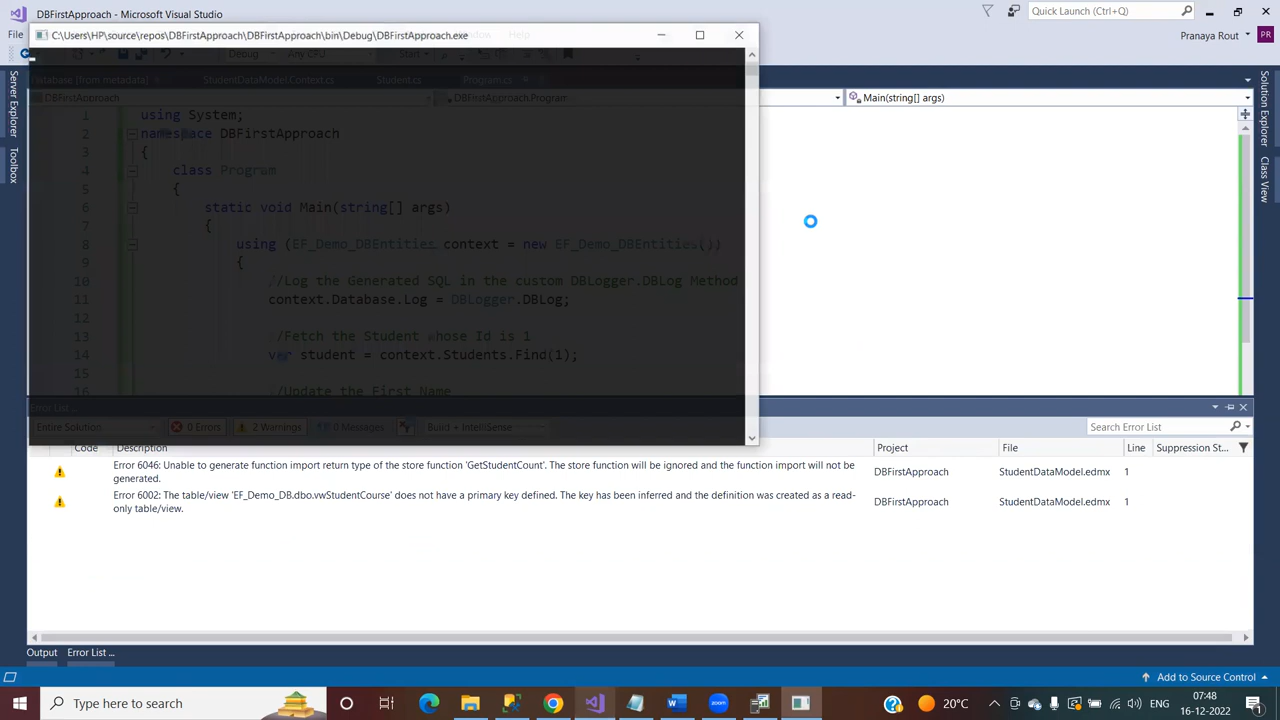 DBFirstApproach - Microsoft Visual Studio
Quick Launch (Ctrl+Q)
File
Help
Pranaya Rout
PR
C:\Users\HP\source\repos\DBFirstApproach\DBFirstApproach\bin\Debug\DBFirstApproach.exe
Debug
Start
Database [from metadata]
StudentDataModel.Context.cs
Student.cs
Program.cs
DBFirstApproach
DBFirstApproach.Program
Main(string[] args)
Server Explorer
Toolbox
Solution Explorer
Class View
1 using System;
2 namespace DBFirstApproach
3 {
4 class Program
5 {
6 static void Main(string[] args)
7 {
8 using (EF_Demo_DBEntities context = new EF_Demo_DBEntities())
9 {
10 //Log the Generated SQL in the custom DBLogger.DBLog Method
11 context.Database.Log = DBLogger.DBLog;
12
13 //Fetch the Student whose Id is 1
14 var student = context.Students.Find(1);
15
16 //Update the First Name
Error List ...
Entire Solution
0 Errors
2 Warnings
0 Messages
Build + IntelliSense
Search Error List
Code Description Project File Line Suppression St...
Error 6046: Unable to generate function import return type of the store function 'GetStudentCount'. The store function will be ignored and the function import will not be
generated.
DBFirstApproach StudentDataModel.edmx 1
Error 6002: The table/view 'EF_Demo_DB.dbo.vwStudentCourse' does not have a primary key defined. The key has been inferred and the definition was created as a read-
only table/view.
DBFirstApproach StudentDataModel.edmx 1
Output
Error List ...
Add to Source Control
Type here to search
zoom
20°C
07:48
16-12-2022